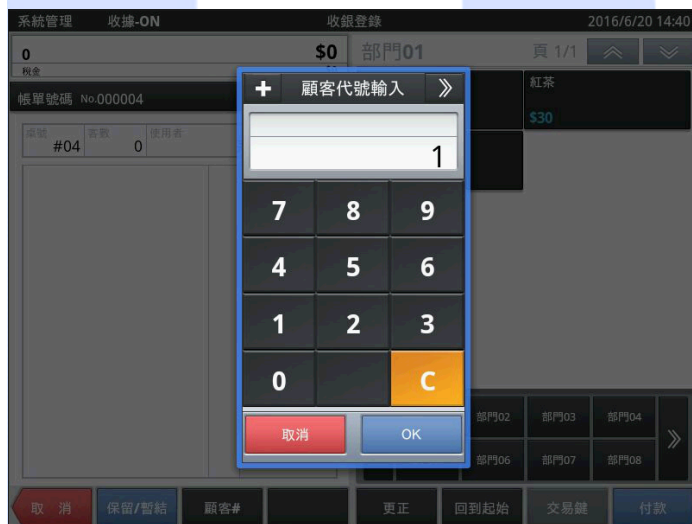 系統管理 收據-ON 收銀登錄 2016/6/20 14:40
0 $0 部門01 頁 1/1
稅金
帳單號碼 No.000004
桌號 客數 使用者
#04 0
紅茶
$30
+ 顧客代號輸入 》
1
7 8 9
4 5 6
1 2 3
0 C
取消 OK
部門02 部門03 部門04
部門06 部門07 部門08
取 消 保留/暫結 顧客# 更正 回到起始 交易鍵 付款